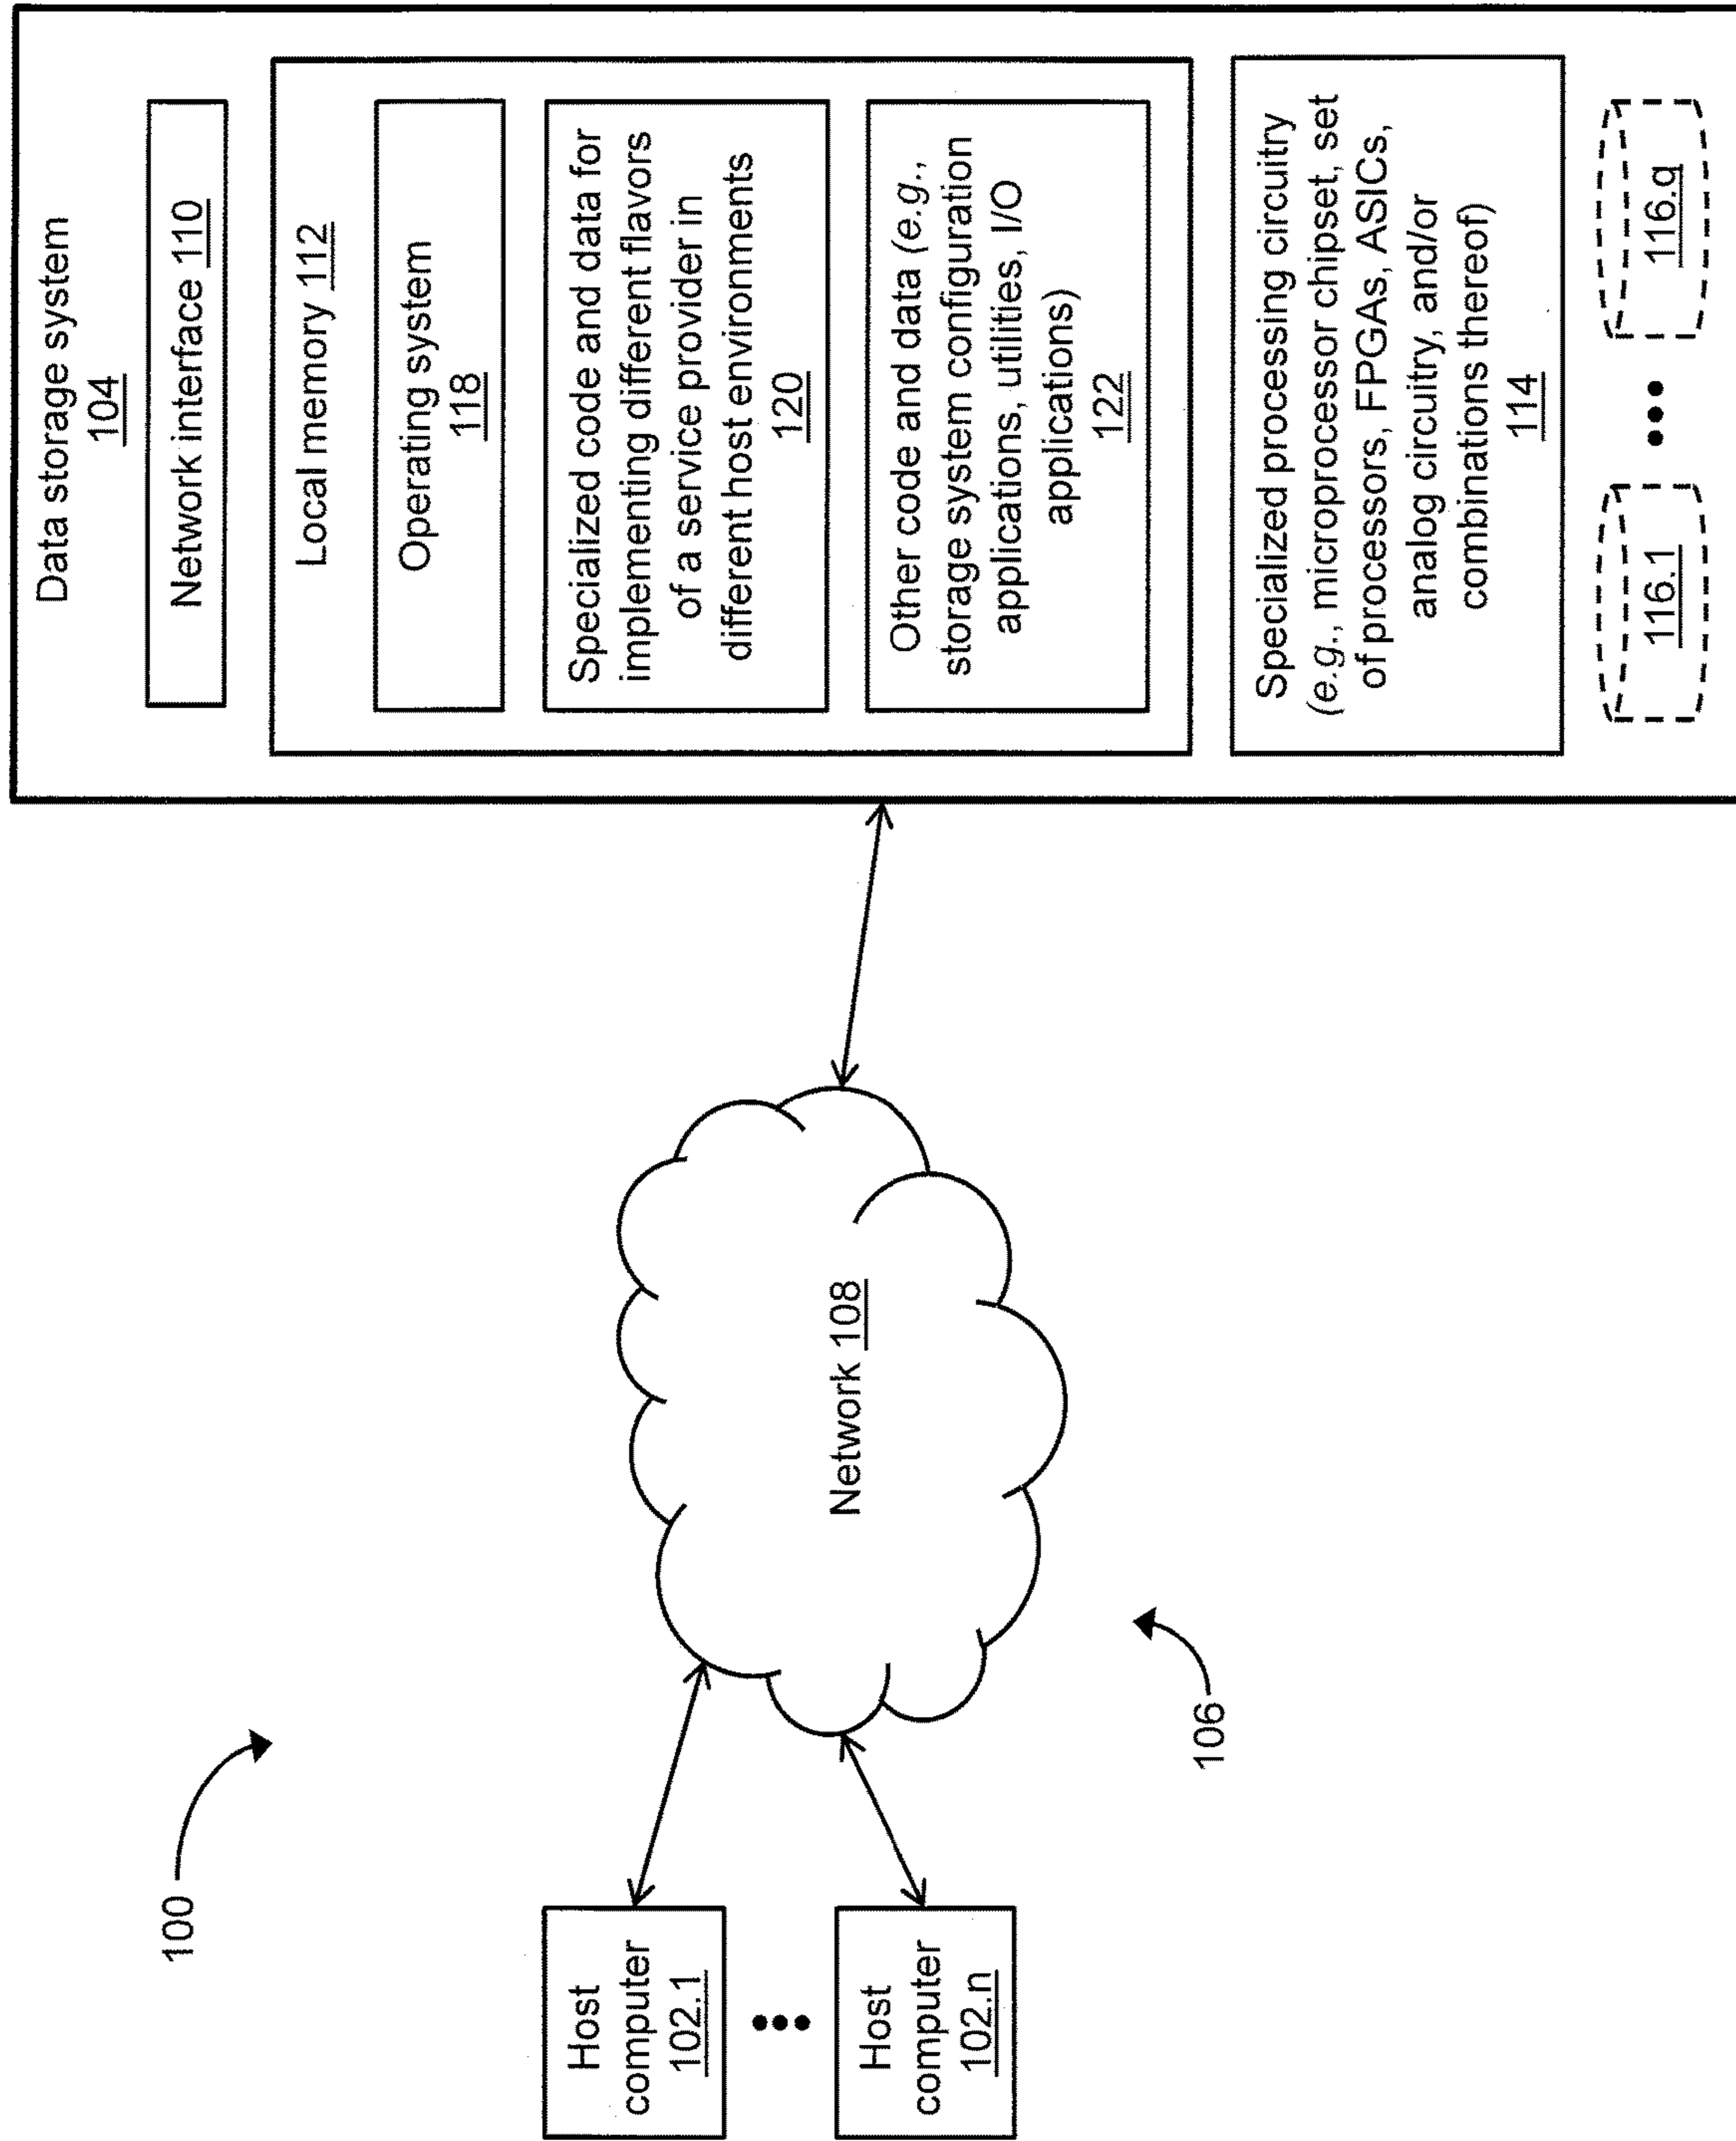 100
Host
computer
102.1
Host
computer
102.n
Network 108
106
Data storage system
104
Network interface 110
Local memory 112
Operating system
118
Specialized code and data for
implementing different flavors
of a service provider in
different host environments
120
Other code and data (e.g.,
storage system configuration
applications, utilities, I/O
applications)
122
Specialized processing circuitry
(e.g., microprocessor chipset, set
of processors, FPGAs, ASICs,
analog circuitry, and/or
combinations thereof)
114
116.1
116.q